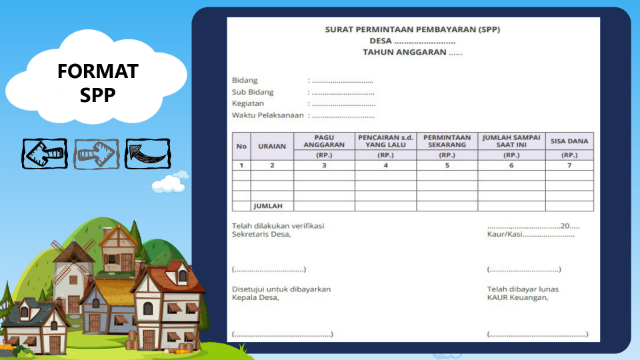 FORMAT
SPP
SURAT PERMINTAAN PEMBAYARAN (SPP)
DESA .........................
TAHUN ANGGARAN ......
Bidang : ..............................
Sub Bidang : ..............................
Kegiatan : ..............................
Waktu Pelaksanaan : ..............................
No URAIAN PAGU ANGGARAN PENCAIRAN s.d. YANG LALU PERMINTAAN SEKARANG JUMLAH SAMPAI SAAT INI SISA DANA
(RP.) (RP.) (RP.) (RP.) (RP.)
1 2 3 4 5 6 7
JUMLAH
Telah dilakukan verifikasi
Sekretaris Desa,
...................................20.....
Kaur/Kasi.........................
(.................................) (.................................)
Disetujui untuk dibayarkan
Kepala Desa,
Telah dibayar lunas
KAUR Keuangan,
(..............................................) (..............................................)